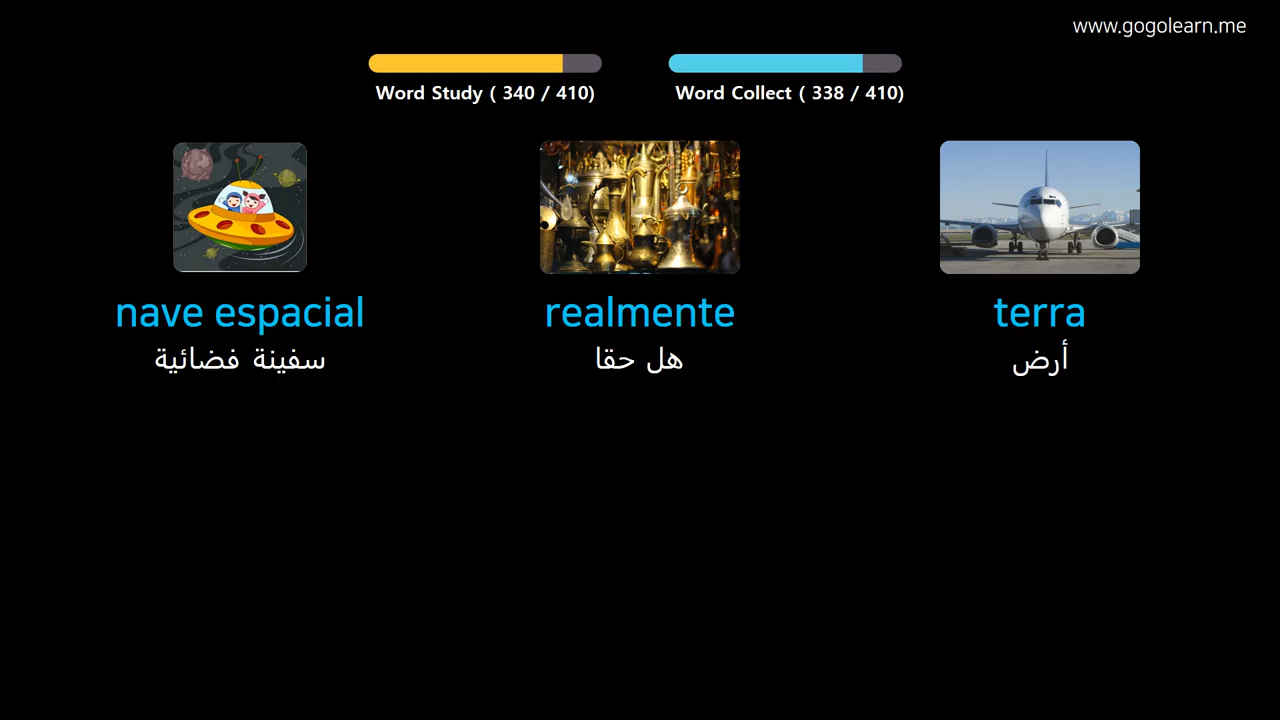 www.gogolearn.me
Word Study ( 340 / 410)
Word Collect ( 338 / 410)
nave espacial
سفينة فضائية
realmente
هل حقا
terra
أرض